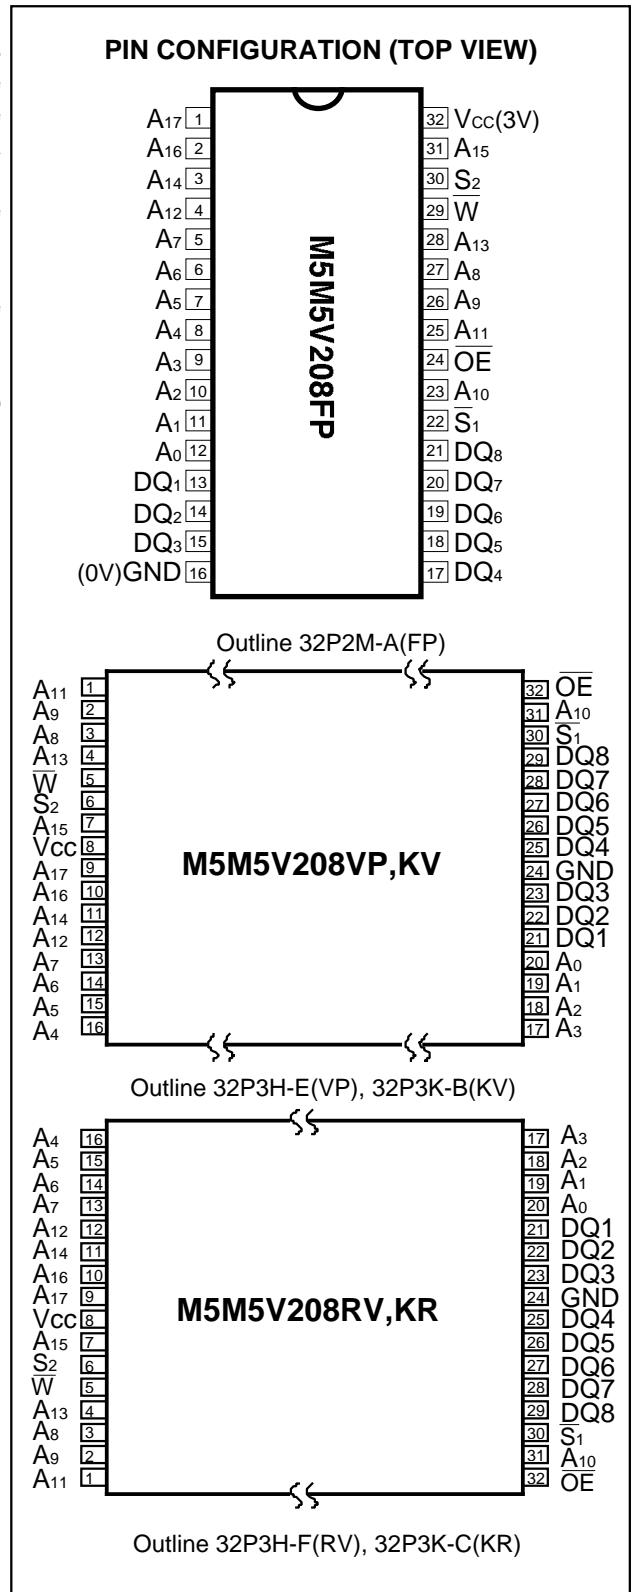 PIN CONFIGURATION (TOP VIEW)
A17 1
A16 2
A14 3
A12 4
A7 5
A6 6
A5 7
A4 8
A3 9
A2 10
A1 11
A0 12
DQ1 13
DQ2 14
DQ3 15
(0V)GND 16
M5M5V208FP
32 VCC(3V)
31 A15
30 S2
29 W̅
28 A13
27 A8
26 A9
25 A11
24 O̅E̅
23 A10
22 S̅1
21 DQ8
20 DQ7
19 DQ6
18 DQ5
17 DQ4
Outline 32P2M-A(FP)
A11 1
A9 2
A8 3
A13 4
W̅ 5
S2 6
A15 7
VCC 8
A17 9
A16 10
A14 11
A12 12
A7 13
A6 14
A5 15
A4 16
M5M5V208VP,KV
32 O̅E̅
31 A10
30 S̅1
29 DQ8
28 DQ7
27 DQ6
26 DQ5
25 DQ4
24 GND
23 DQ3
22 DQ2
21 DQ1
20 A0
19 A1
18 A2
17 A3
Outline 32P3H-E(VP), 32P3K-B(KV)
A4 16
A5 15
A6 14
A7 13
A12 12
A14 11
A16 10
A17 9
VCC 8
A15 7
S2 6
W̅ 5
A13 4
A8 3
A9 2
A11 1
M5M5V208RV,KR
17 A3
18 A2
19 A1
20 A0
21 DQ1
22 DQ2
23 DQ3
24 GND
25 DQ4
26 DQ5
27 DQ6
28 DQ7
29 DQ8
30 S̅1
31 A10
32 O̅E̅
Outline 32P3H-F(RV), 32P3K-C(KR)